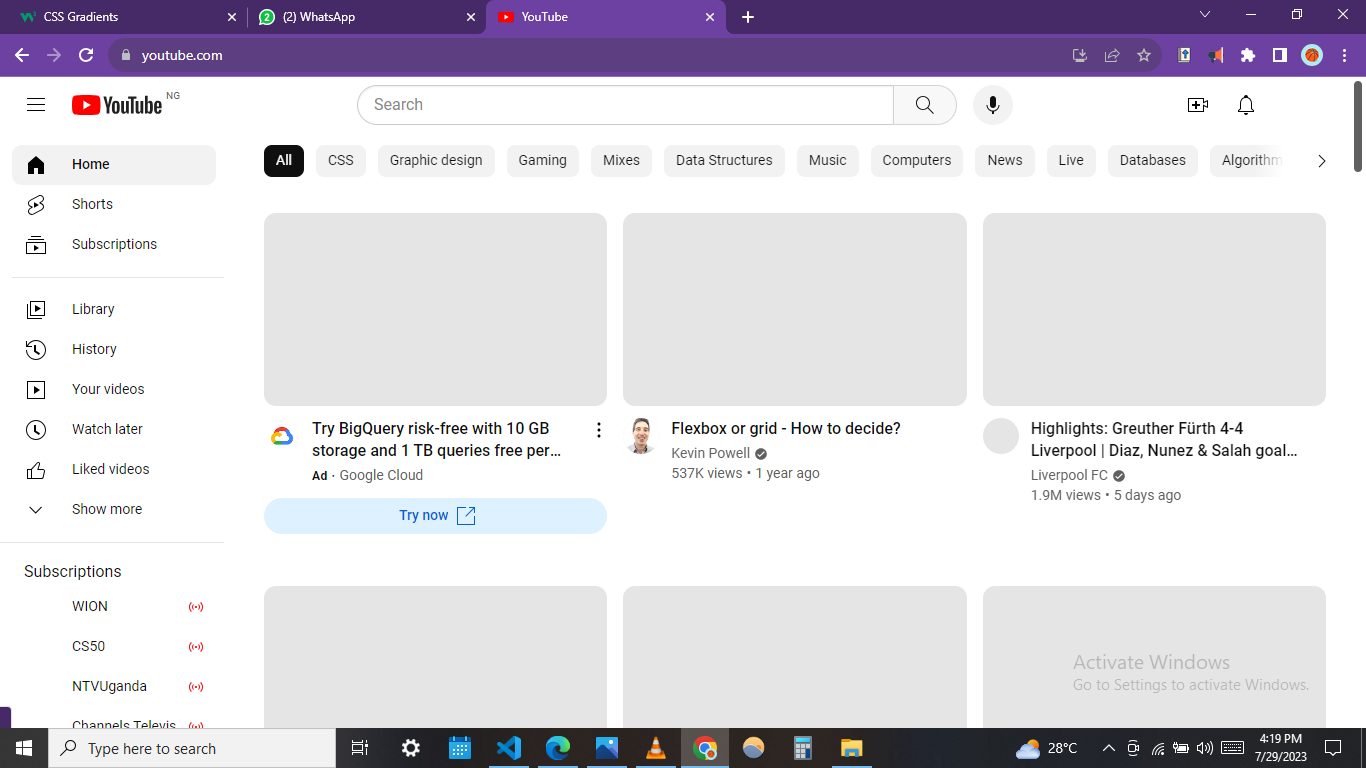 CSS Gradients
(2) WhatsApp
YouTube
youtube.com
YouTube NG
Search
Home
Shorts
Subscriptions
Library
History
Your videos
Watch later
Liked videos
Show more
Subscriptions
WION
CS50
NTVUganda
Channels Televis
All
CSS
Graphic design
Gaming
Mixes
Data Structures
Music
Computers
News
Live
Databases
Algorithm
Try BigQuery risk-free with 10 GB
storage and 1 TB queries free per…
Ad · Google Cloud
Try now
Flexbox or grid - How to decide?
Kevin Powell
537K views • 1 year ago
Highlights: Greuther Fürth 4-4
Liverpool | Diaz, Nunez & Salah goal…
Liverpool FC
1.9M views • 5 days ago
Activate Windows
Go to Settings to activate Windows.
Type here to search
28°C
4:19 PM
7/29/2023